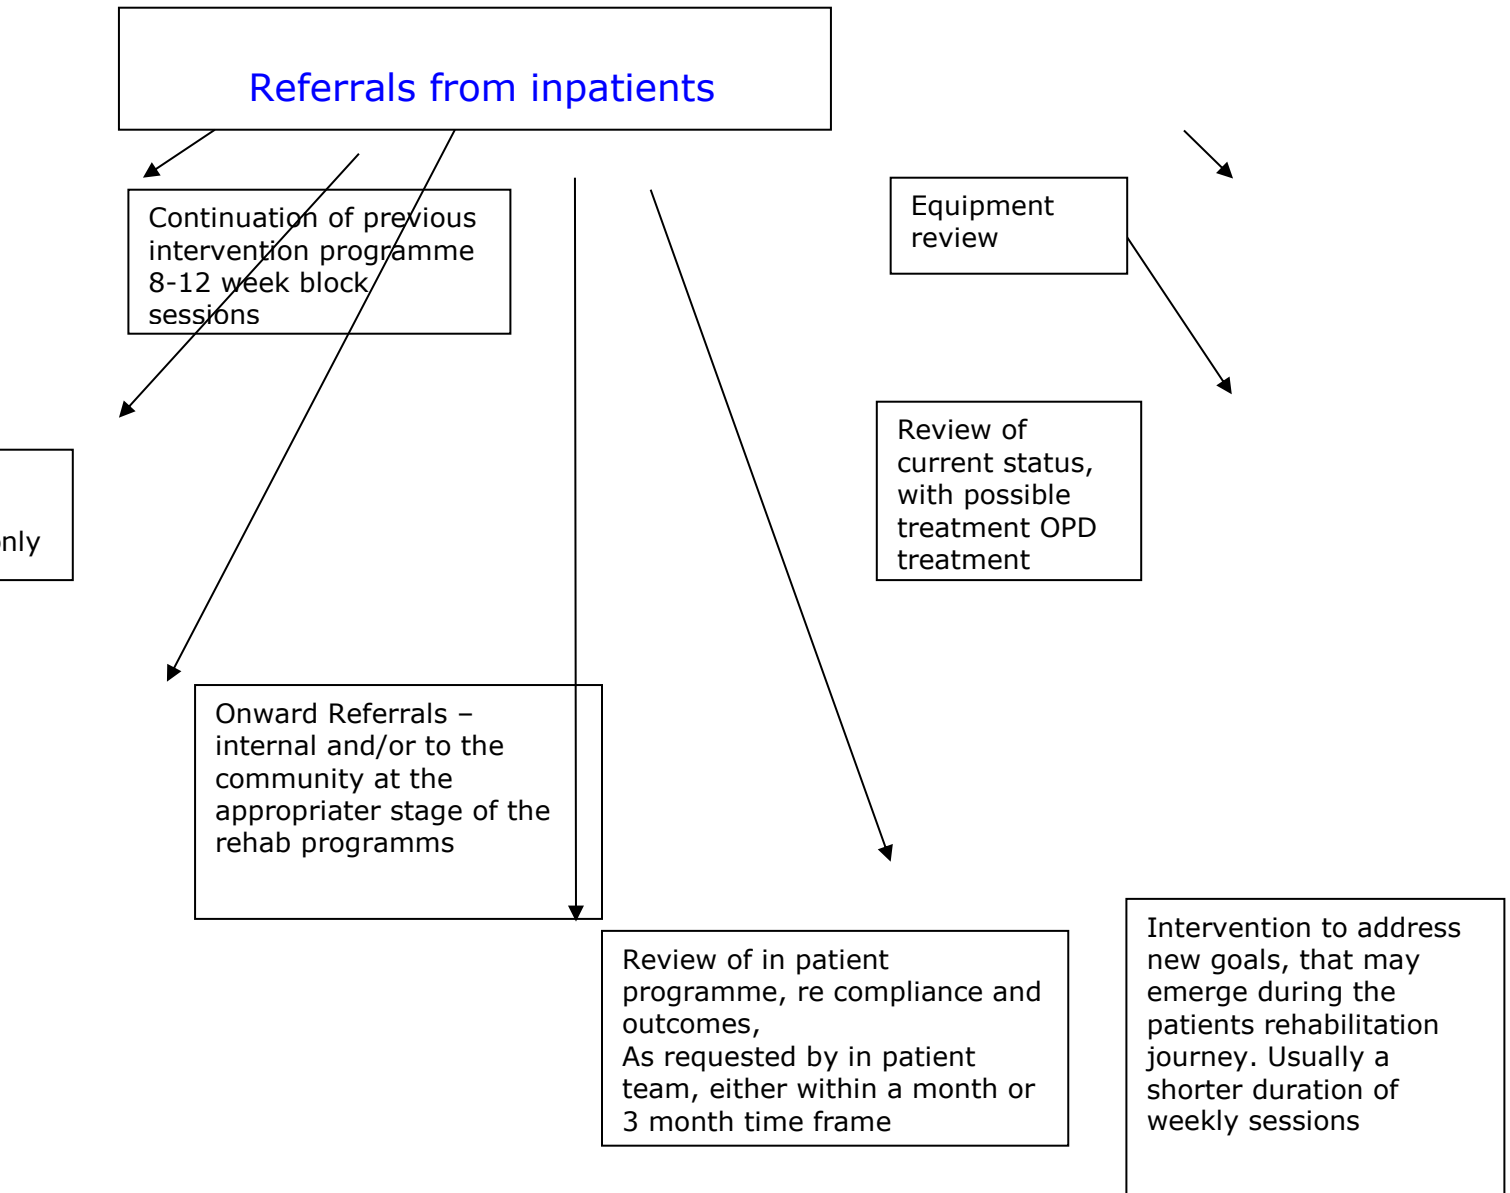 Referrals from inpatients
Continuation of previous
intervention programme
8-12 week block
sessions
Equipment
review
Review of
current status,
with possible
treatment OPD
treatment
only
Onward Referrals –
internal and/or to the
community at the
appropriater stage of the
rehab programms
Review of in patient
programme, re compliance and
outcomes,
As requested by in patient
team, either within a month or
3 month time frame
Intervention to address
new goals, that may
emerge during the
patients rehabilitation
journey. Usually a
shorter duration of
weekly sessions